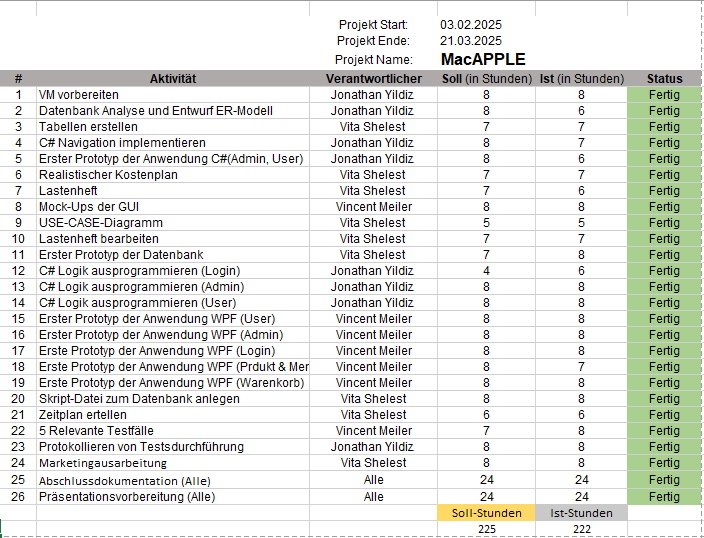 Projekt Start: 03.02.2025
Projekt Ende: 21.03.2025
Projekt Name: MacAPPLE
# Aktivität Verantwortlicher Soll (in Stunden) Ist (in Stunden) Status
1 VM vorbereiten Jonathan Yildiz 8 8 Fertig
2 Datenbank Analyse und Entwurf ER-Modell Jonathan Yildiz 8 6 Fertig
3 Tabellen erstellen Vita Shelest 7 7 Fertig
4 C# Navigation implementieren Jonathan Yildiz 8 7 Fertig
5 Erster Prototyp der Anwendung C#(Admin, User) Jonathan Yildiz 8 6 Fertig
6 Realistischer Kostenplan Vita Shelest 7 7 Fertig
7 Lastenheft Vita Shelest 7 6 Fertig
8 Mock-Ups der GUI Vincent Meiler 8 8 Fertig
9 USE-CASE-Diagramm Vita Shelest 5 5 Fertig
10 Lastenheft bearbeiten Vita Shelest 7 7 Fertig
11 Erster Prototyp der Datenbank Vita Shelest 7 8 Fertig
12 C# Logik ausprogrammieren (Login) Jonathan Yildiz 4 6 Fertig
13 C# Logik ausprogrammieren (Admin) Jonathan Yildiz 8 8 Fertig
14 C# Logik ausprogrammieren (User) Jonathan Yildiz 8 8 Fertig
15 Erster Prototyp der Anwendung WPF (User) Vincent Meiler 8 8 Fertig
16 Erster Prototyp der Anwendung WPF (Admin) Vincent Meiler 8 8 Fertig
17 Erste Prototyp der Anwendung WPF (Login) Vincent Meiler 8 8 Fertig
18 Erste Prototyp der Anwendung WPF (Prdukt & Mer Vincent Meiler 8 7 Fertig
19 Erste Prototyp der Anwendung WPF (Warenkorb) Vincent Meiler 8 8 Fertig
20 Skript-Datei zum Datenbank anlegen Vita Shelest 8 8 Fertig
21 Zeitplan ertellen Vita Shelest 6 6 Fertig
22 5 Relevante Testfälle Vincent Meiler 7 8 Fertig
23 Protokollieren von Testsdurchführung Jonathan Yildiz 8 8 Fertig
24 Marketingausarbeitung Vita Shelest 8 8 Fertig
25 Abschlussdokumentation (Alle) Alle 24 24 Fertig
26 Präsentationsvorbereitung (Alle) Alle 24 24 Fertig
Soll-Stunden Ist-Stunden
225 222